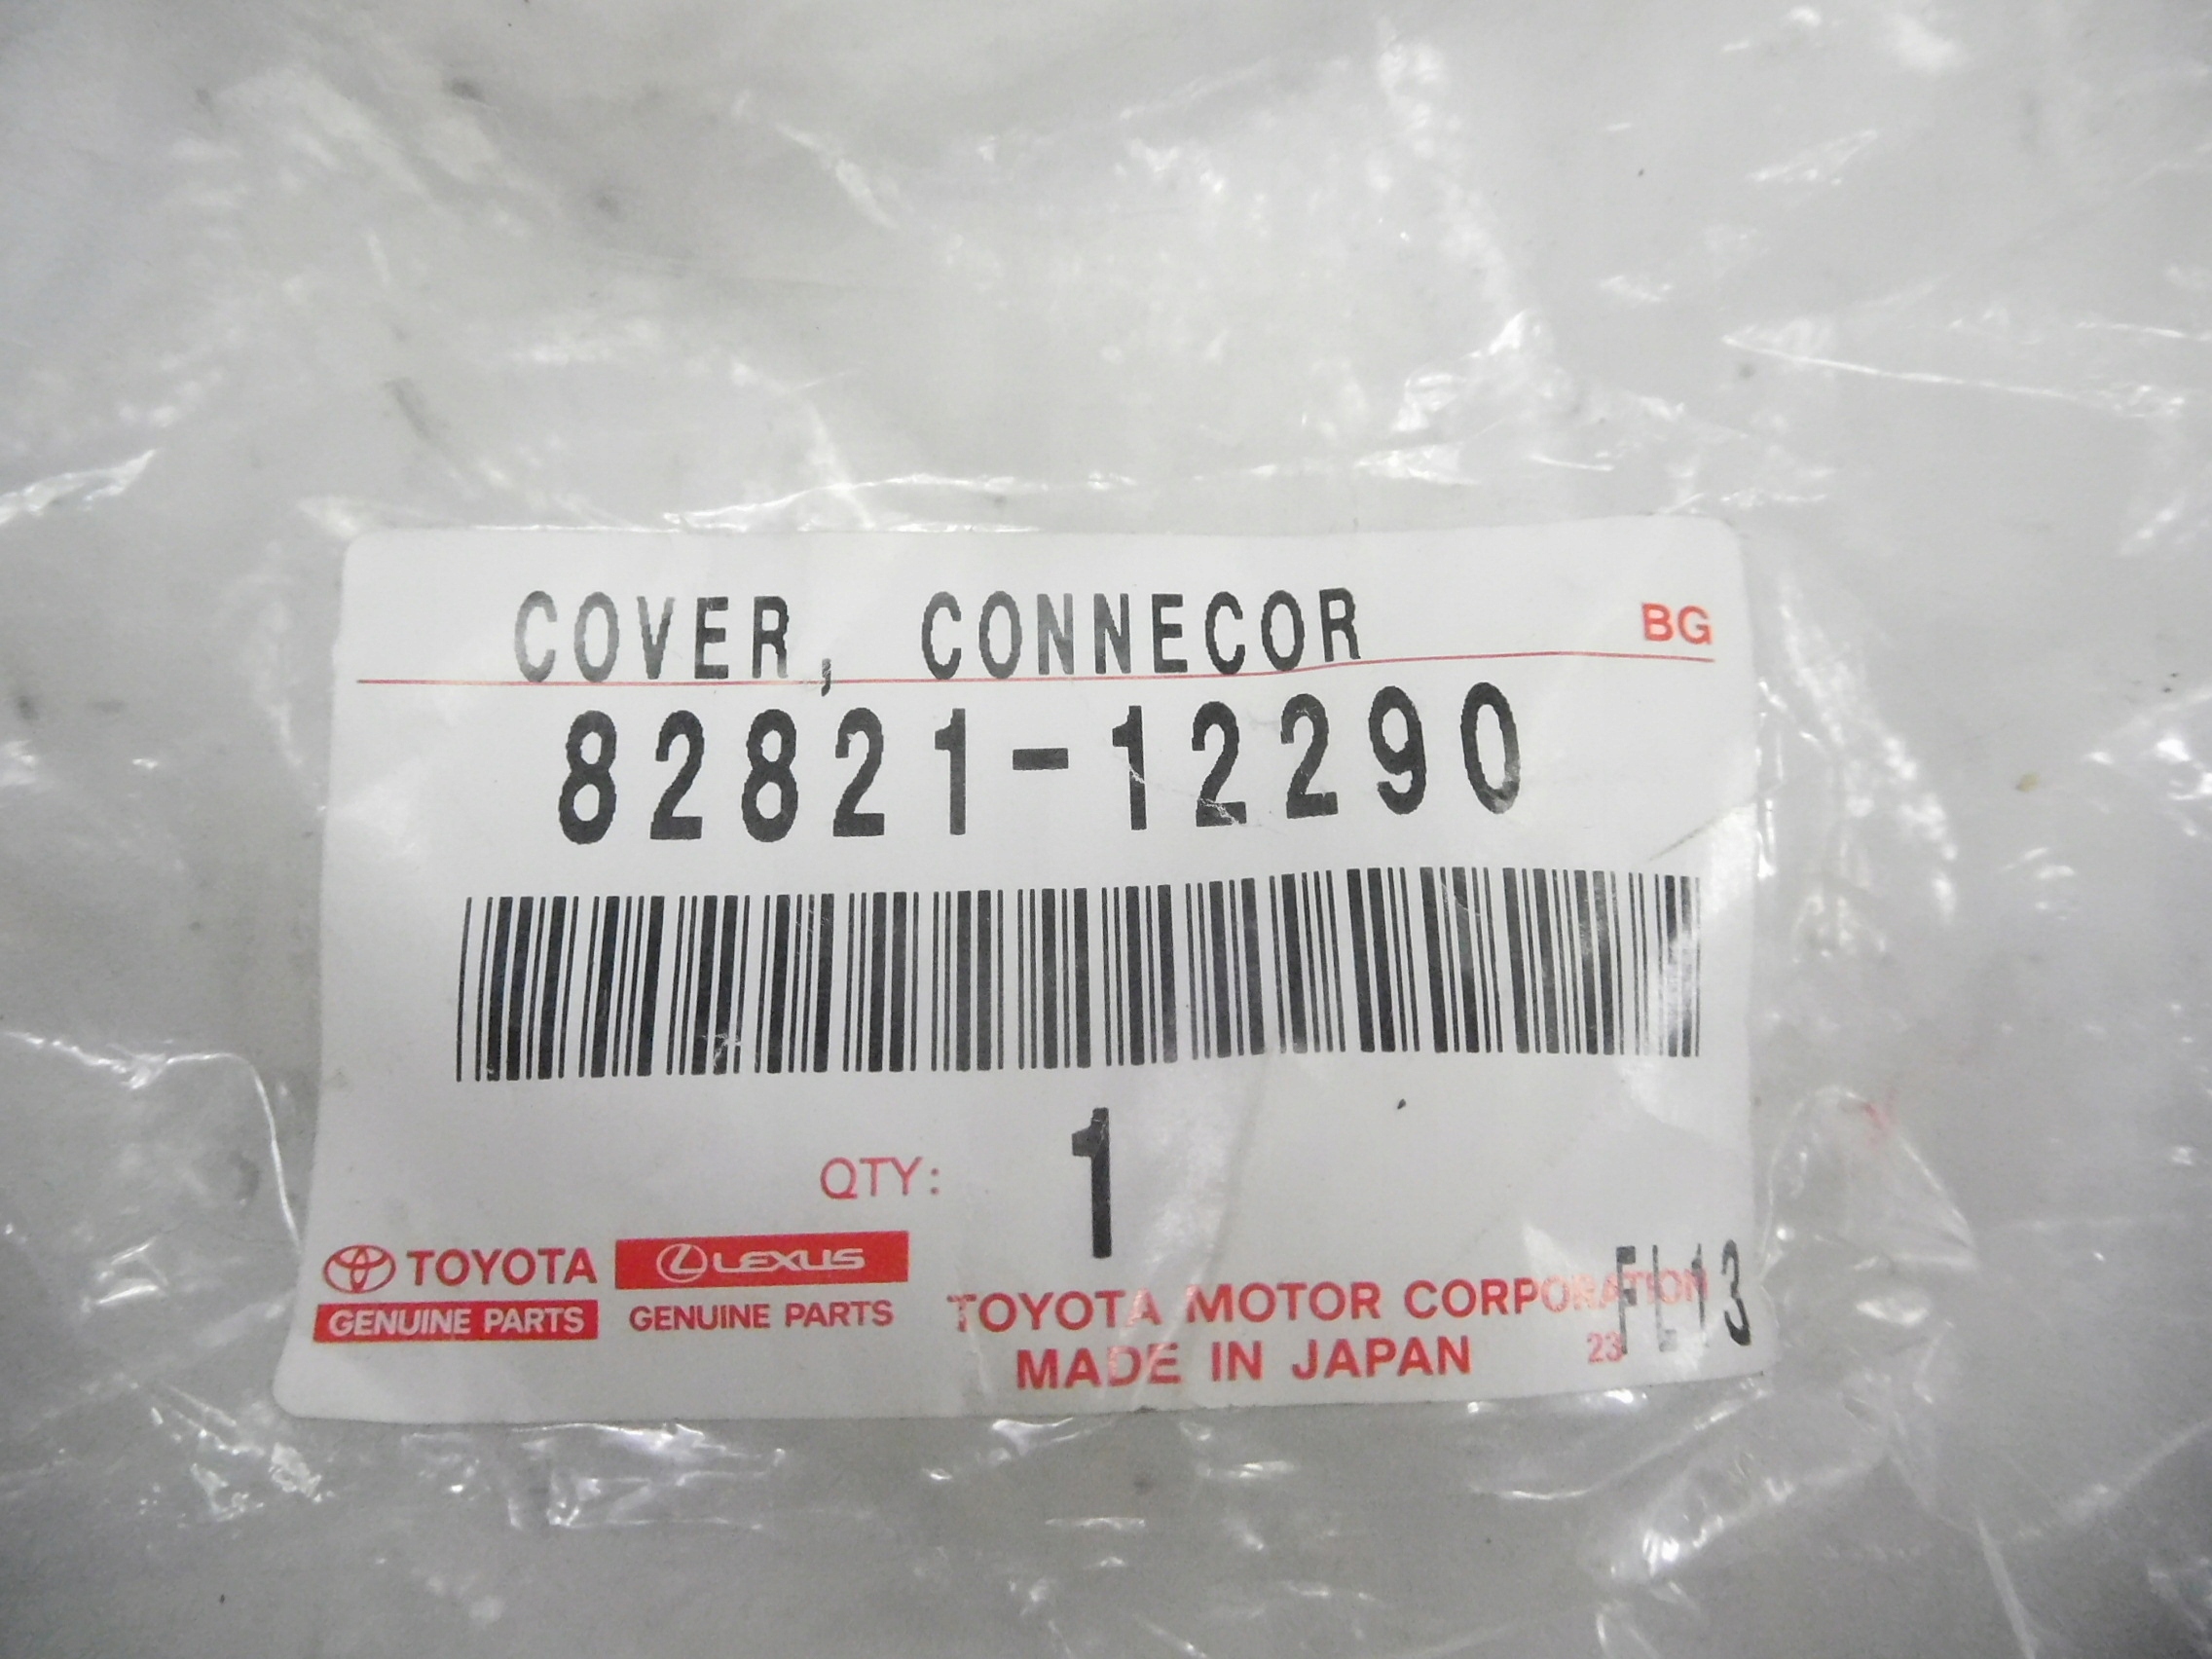 COVER, CONNECOR BG
82821-12290
QTY: 1
TOYOTA LEXUS
GENUINE PARTS GENUINE PARTS
TOYOTA MOTOR CORPORATION
MADE IN JAPAN
23 FL13